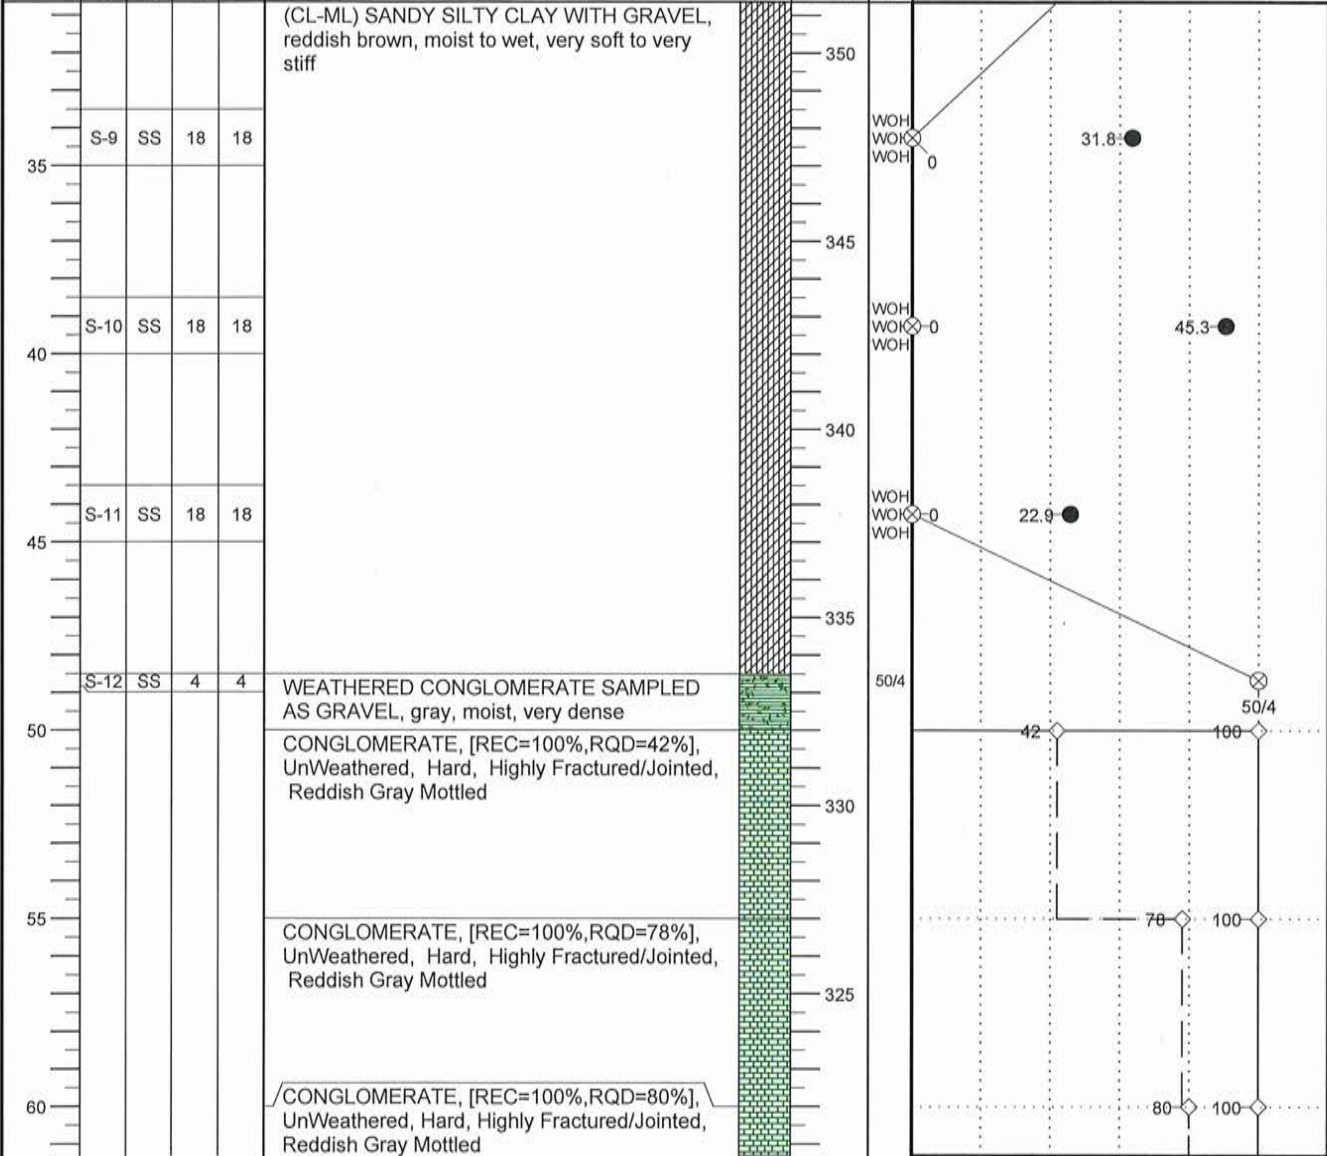 (CL-ML) SANDY SILTY CLAY WITH GRAVEL,
reddish brown, moist to wet, very soft to very
stiff
350
WOH
S-9 SS 18 18
WOH
31.8
WOH
0
35
345
WOH
S-10 SS 18 18
WOH
0
45.3
WOH
40
340
WOH
S-11 SS 18 18
WOH
0
22.9
WOH
45
335
S-12 SS 4 4
50/4
WEATHERED CONGLOMERATE SAMPLED
AS GRAVEL, gray, moist, very dense
50/4
50
42
100
CONGLOMERATE, [REC=100%,RQD=42%],
UnWeathered, Hard, Highly Fractured/Jointed,
Reddish Gray Mottled
330
55
78
100
CONGLOMERATE, [REC=100%,RQD=78%],
UnWeathered, Hard, Highly Fractured/Jointed,
Reddish Gray Mottled
325
CONGLOMERATE, [REC=100%,RQD=80%],
60
80
100
UnWeathered, Hard, Highly Fractured/Jointed,
Reddish Gray Mottled